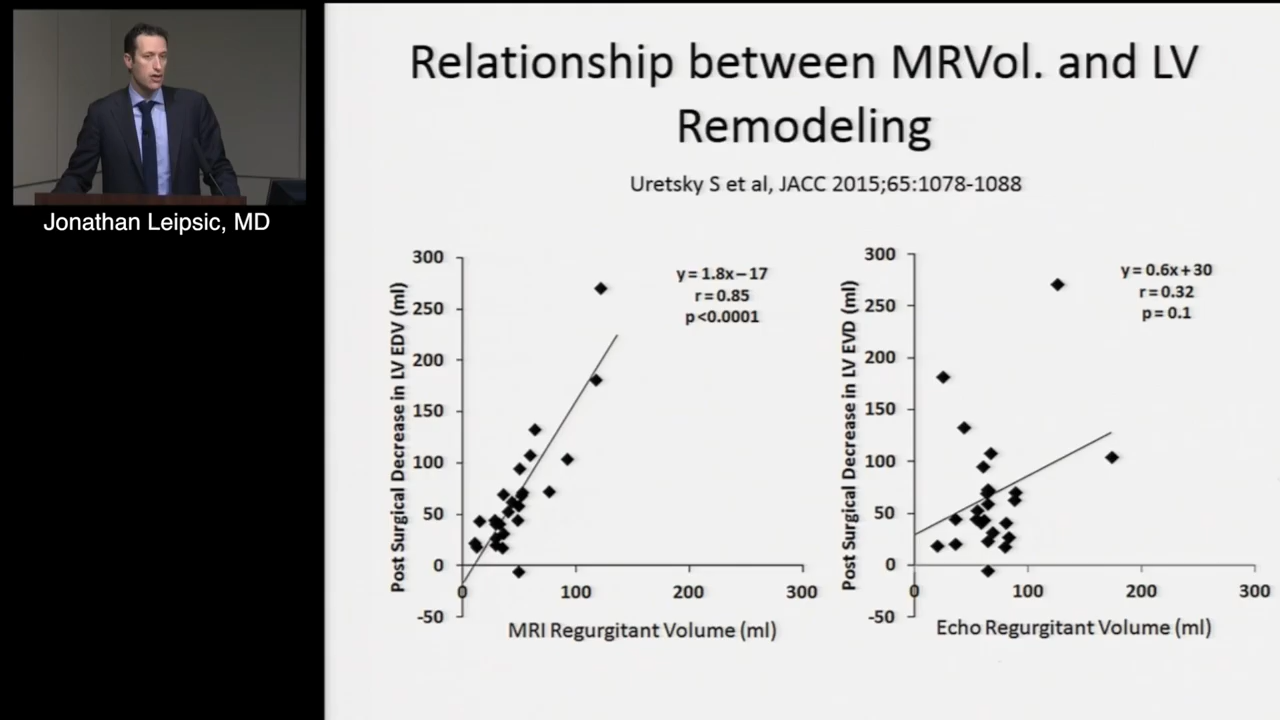 Jonathan Leipsic, MD
Relationship between MRVol. and LV
Remodeling
Uretsky S et al, JACC 2015;65:1078-1088
Post Surgical Decrease in LV EDV (ml)
300
250
200
150
100
50
0
-50
y = 1.8x – 17
r = 0.85
p <0.0001
0
100
200
300
MRI Regurgitant Volume (ml)
Post Surgical Decrease in LV EVD (ml)
300
250
200
150
100
50
0
-50
y = 0.6x + 30
r = 0.32
p = 0.1
0
100
200
300
Echo Regurgitant Volume (ml)